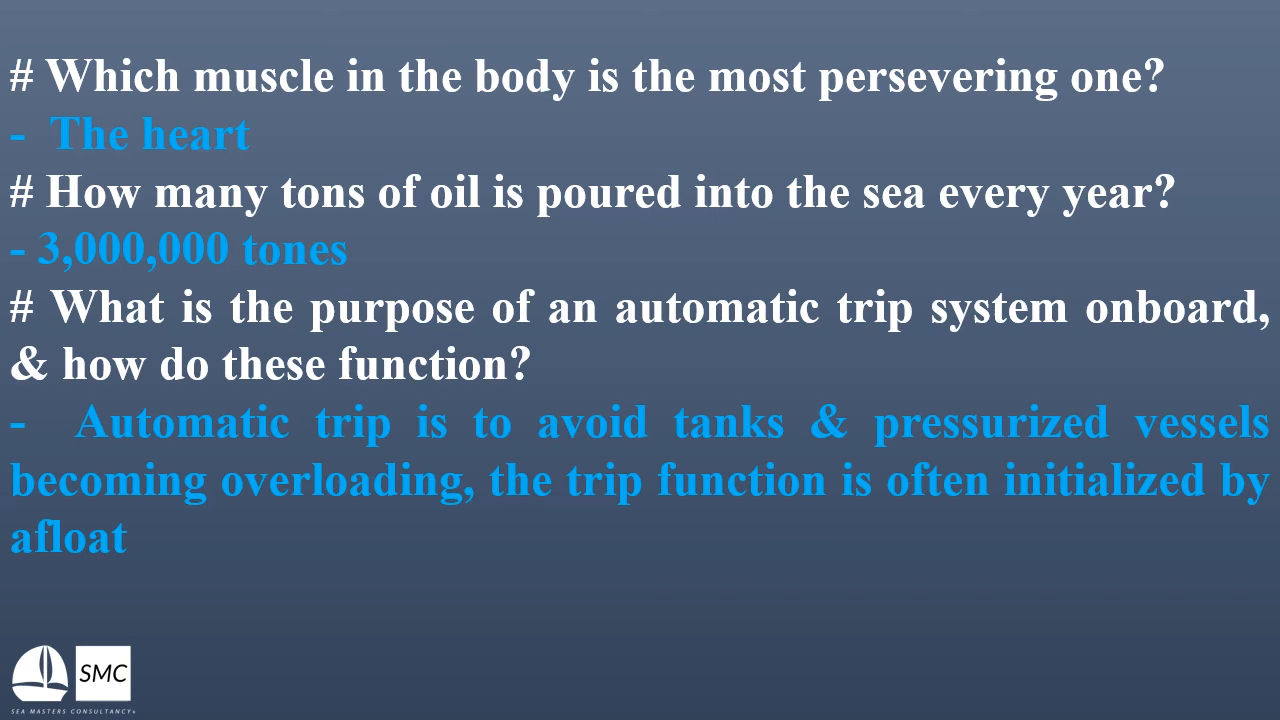 # Which muscle in the body is the most persevering one?
- The heart
# How many tons of oil is poured into the sea every year?
- 3,000,000 tones
# What is the purpose of an automatic trip system onboard,
& how do these function?
- Automatic trip is to avoid tanks & pressurized vessels
becoming overloading, the trip function is often initialized by
afloat
SMC
SEA MASTERS CONSULTANCY